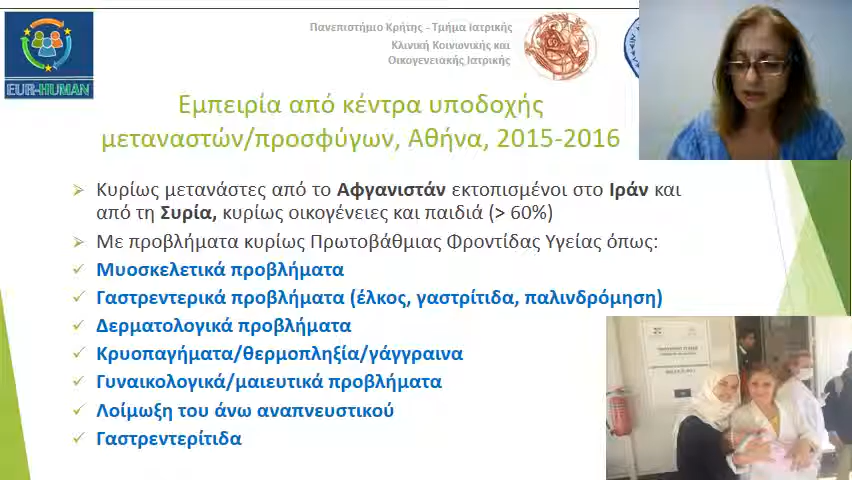 Πανεπιστήμιο Κρήτης - Τμήμα Ιατρικής
Κλινική Κοινωνικής και
Οικογενειακής Ιατρικής
EUR-HUMAN
Εμπειρία από κέντρα υποδοχής
μεταναστών/προσφύγων, Αθήνα, 2015-2016
Κυρίως μετανάστες από το Αφγανιστάν εκτοπισμένοι στο Ιράν και
από τη Συρία, κυρίως οικογένειες και παιδιά (> 60%)
Με προβλήματα κυρίως Πρωτοβάθμιας Φροντίδας Υγείας όπως:
Μυοσκελετικά προβλήματα
Γαστρεντερικά προβλήματα (έλκος, γαστρίτιδα, παλινδρόμηση)
Δερματολογικά προβλήματα
Κρυοπαγήματα/θερμοπληξία/γάγγραινα
Γυναικολογικά/μαιευτικά προβλήματα
Λοίμωξη του άνω αναπνευστικού
Γαστρεντερίτιδα